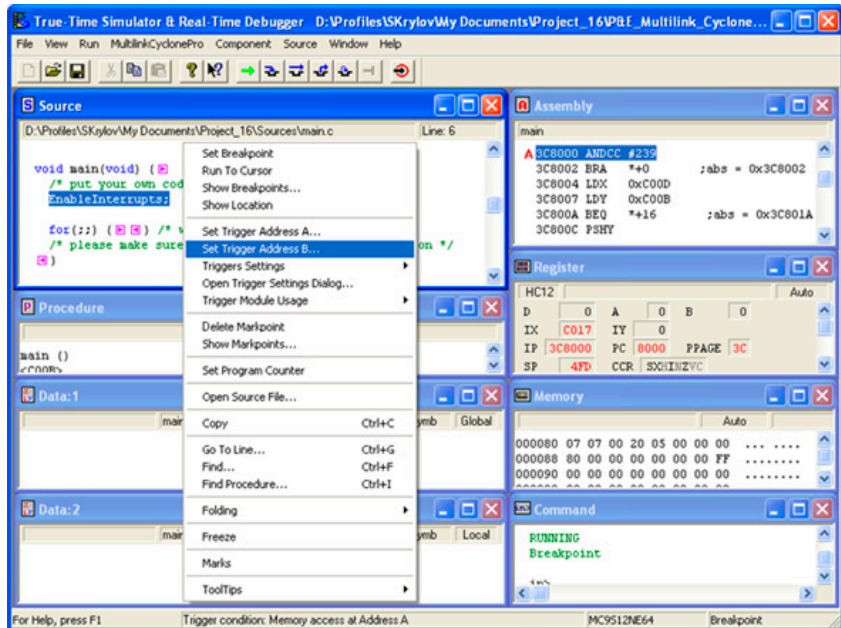 True-Time Simulator & Real-Time Debugger D:\Profiles\SKrylov\My Documents\Project_16\P&E_Multilink_Cyclone...
File View Run MultilinkCyclonePro Component Source Window Help
Source
D:\Profiles\SKrylov\My Documents\Project_16\Sources\main.c Line: 6
void main(void) {
/* put your own cod
EnableInterrupts;
for(;;) { } /* w
/* please make sure on */
}
Set Breakpoint
Run To Cursor
Show Breakpoints...
Show Location
Set Trigger Address A...
Set Trigger Address B...
Triggers Settings
Open Trigger Settings Dialog...
Trigger Module Usage
Delete Markpoint
Show Markpoints...
Set Program Counter
Open Source File...
Copy Ctrl+C
Go To Line... Ctrl+G
Find... Ctrl+F
Find Procedure... Ctrl+I
Folding
Freeze
Marks
ToolTips
Procedure
main ()
Data:1
main ymb Global
Data:2
main ymb Local
Assembly
main
3C8000 ANDCC #239
3C8002 BRA *+0 ;abs = 0x3C8002
3C8004 LDX 0xC00D
3C8007 LDY 0xC00B
3C800A BEQ *+16 ;abs = 0x3C801A
3C800C PSHY
Register
HC12 Auto
D 0 A 0 B 0
IX C017 IY 0
IP 3C8000 PC 8000 PPAGE 3C
SP 4FD CCR SXHINZVC
Memory
Auto
000080 07 07 00 20 05 00 00 00 ... ....
000088 80 00 00 00 00 00 00 FF ........
000090 00 00 00 00 00 00 00 00 ........
Command
RUNNING
Breakpoint
in>
For Help, press F1 Trigger condition: Memory access at Address A MC9S12NE64 Breakpoint